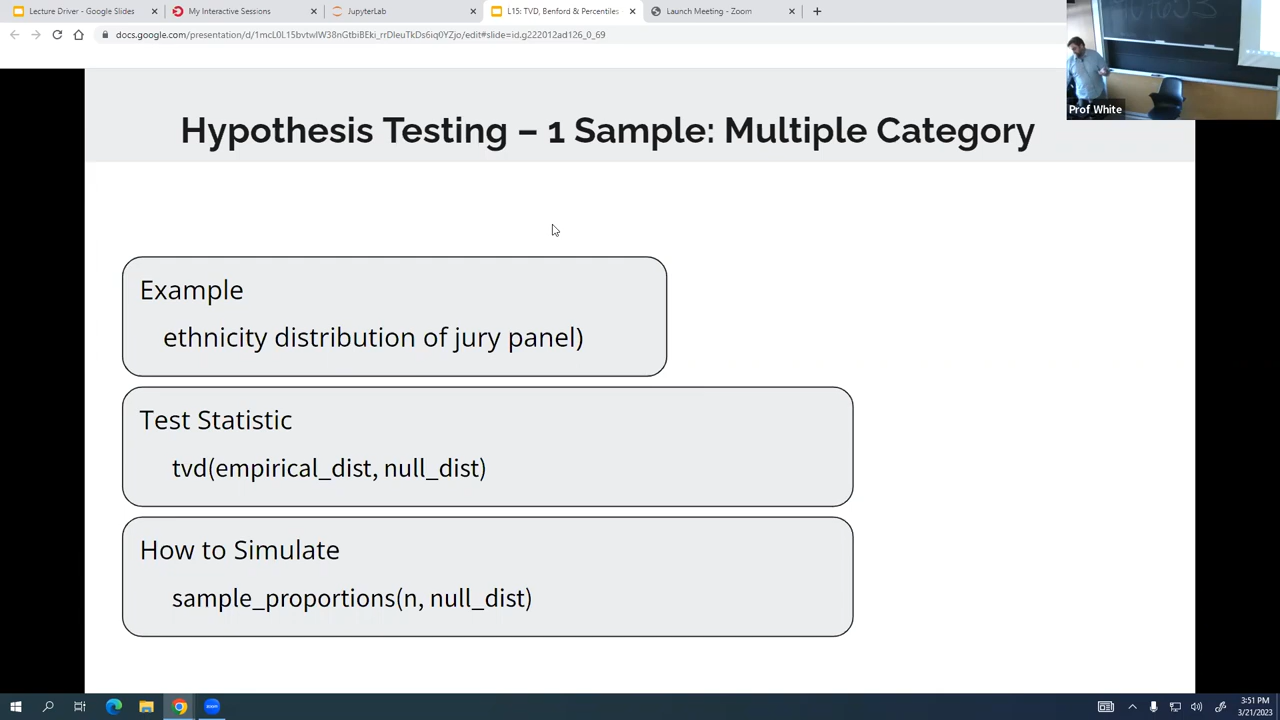 Lecture Driver - Google Slides
My Interactive Sessions
JupyterLab
L15: TVD, Benford & Percentiles
Launch Meeting - Zoom
Prof White
Hypothesis Testing – 1 Sample: Multiple Category
Example
ethnicity distribution of jury panel)
Test Statistic
tvd(empirical_dist, null_dist)
How to Simulate
sample_proportions(n, null_dist)
3:51 PM
3/21/2023